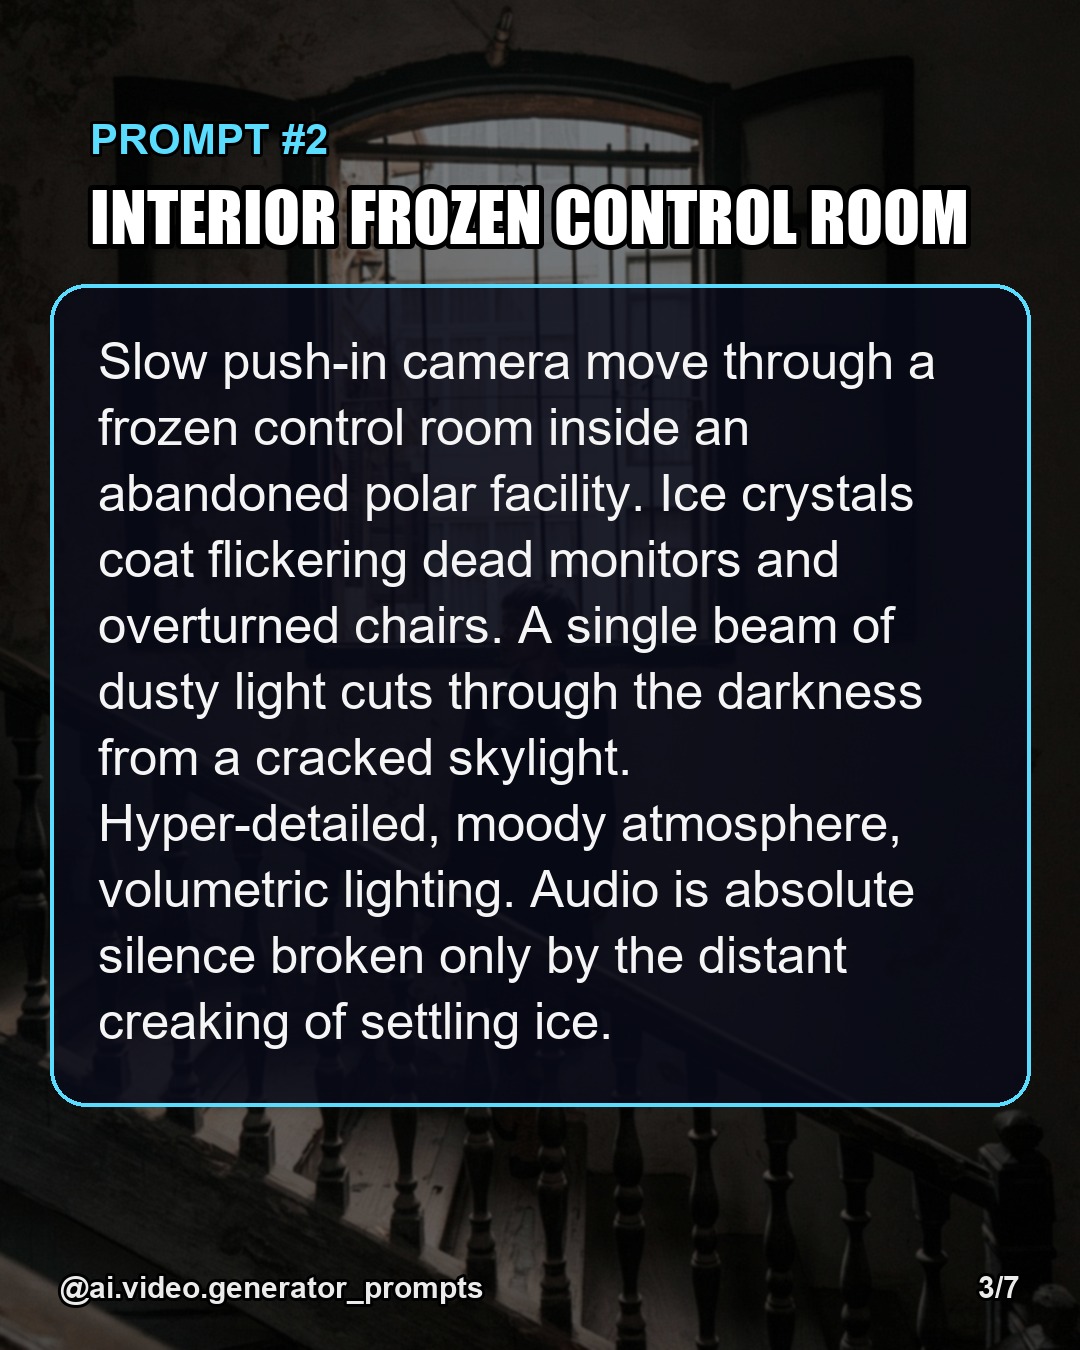 PROMPT #2
INTERIOR FROZEN CONTROL ROOM
Slow push-in camera move through a
frozen control room inside an
abandoned polar facility. Ice crystals
coat flickering dead monitors and
overturned chairs. A single beam of
dusty light cuts through the darkness
from a cracked skylight.
Hyper-detailed, moody atmosphere,
volumetric lighting. Audio is absolute
silence broken only by the distant
creaking of settling ice.
@ai.video.generator_prompts
3/7